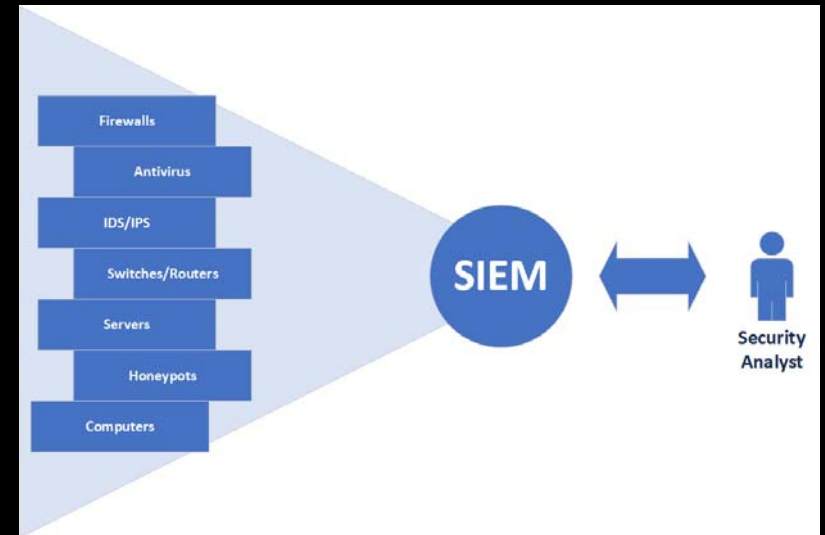 Firewalls
Antivirus
IDS/IPS
Switches/Routers
Servers
Honeypots
Computers
SIEM
Security
Analyst